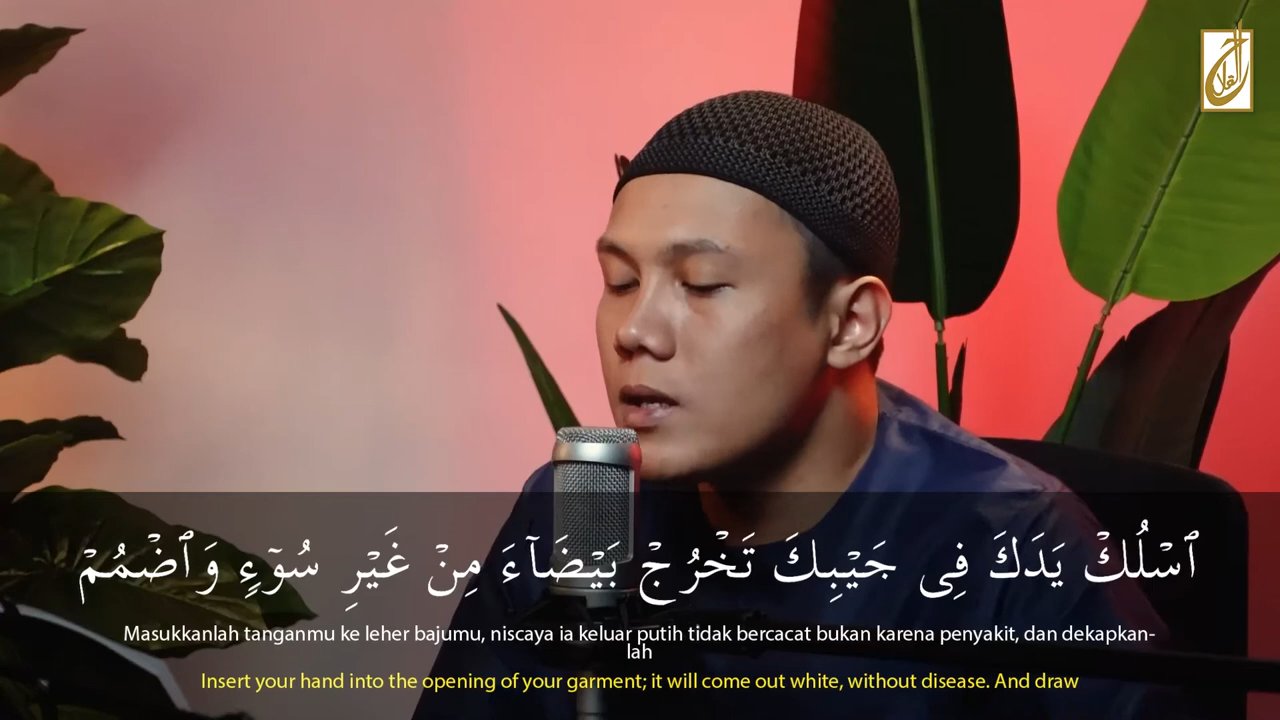 القلاح
ٱسْلُكْ يَدَكَ فِى جَيْبِكَ تَخْرُجْ بَيْضَآءَ مِنْ غَيْرِ سُوٓءٍ وَٱضْمُمْ
Masukkanlah tanganmu ke leher bajumu, niscaya ia keluar putih tidak bercacat bukan karena penyakit, dan dekapkan-
lah
Insert your hand into the opening of your garment; it will come out white, without disease. And draw